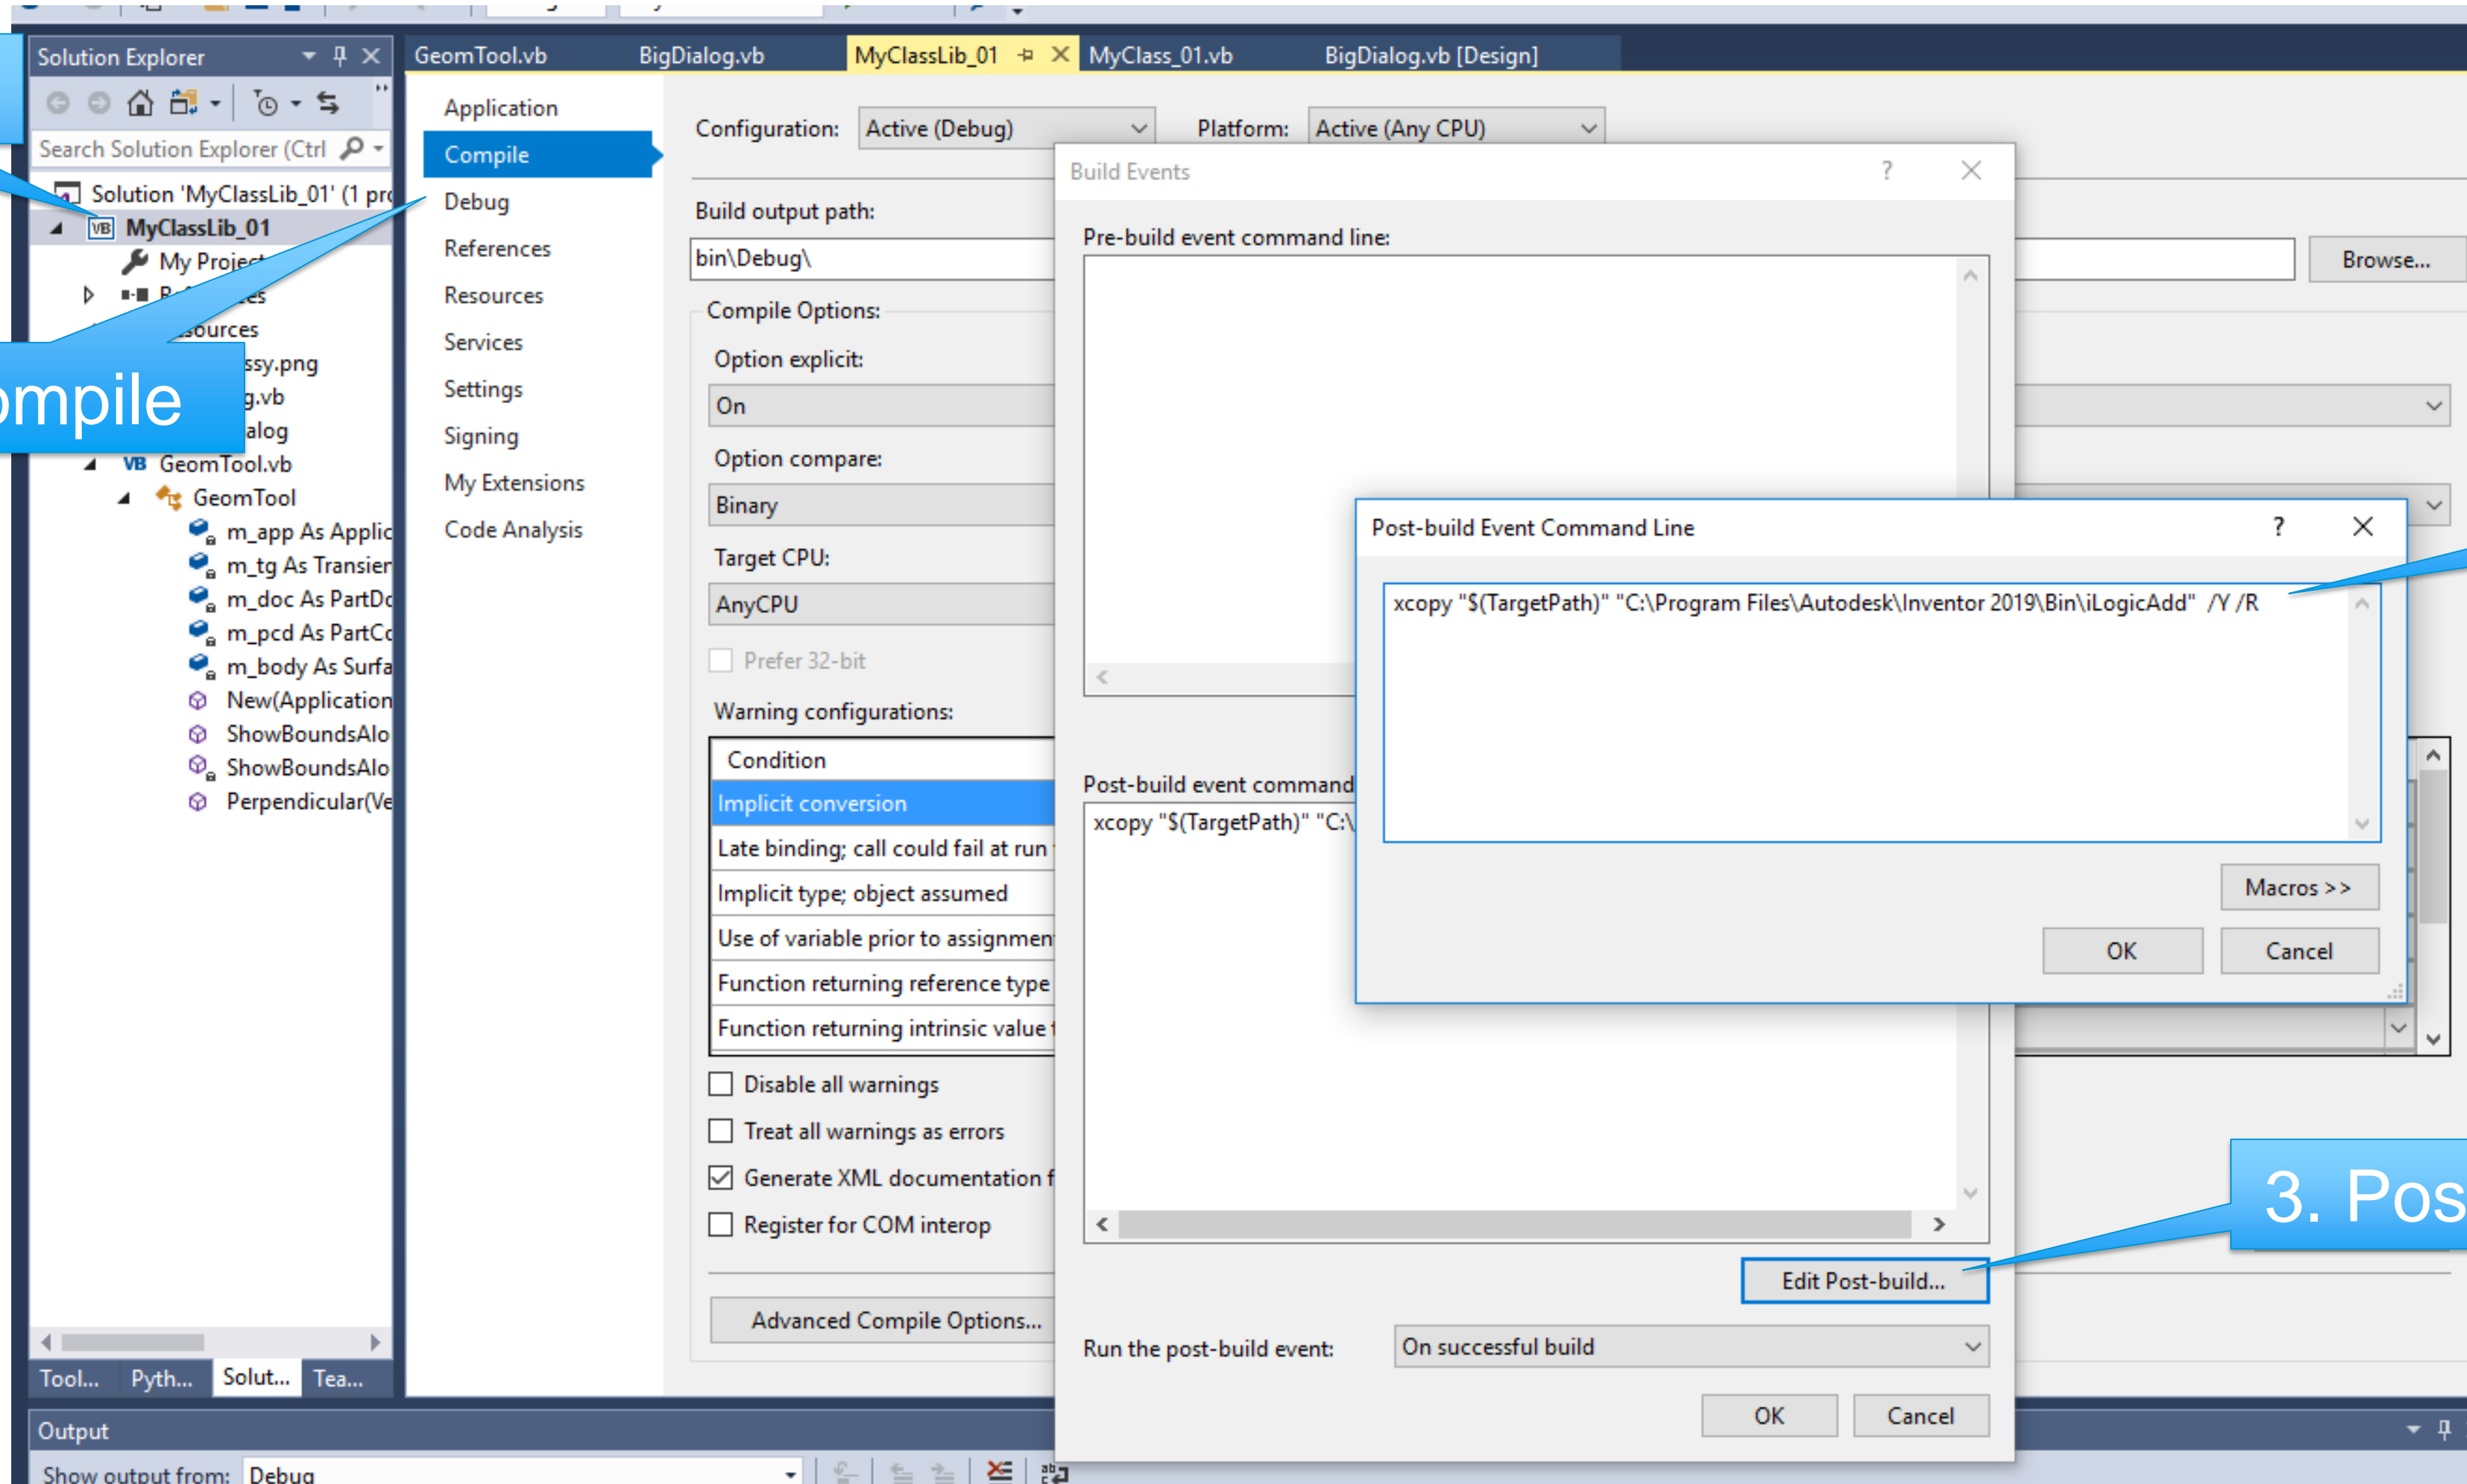 Solution Explorer
GeomTool.vb
BigDialog.vb
MyClassLib_01
MyClass_01.vb
BigDialog.vb [Design]
Search Solution Explorer (Ctrl
Solution 'MyClassLib_01' (1 pro
MyClassLib_01
My Project
ssy.png
g.vb
alog
GeomTool.vb
GeomTool
m_app As Applic
m_tg As Transien
m_doc As PartDo
m_pcd As PartCo
m_body As Surfa
New(Application
ShowBoundsAlo
ShowBoundsAlo
Perpendicular(Ve
Tool...
Pyth...
Solut...
Tea...
ompile
Application
Compile
Debug
References
Resources
Services
Settings
Signing
My Extensions
Code Analysis
Configuration:
Active (Debug)
Platform:
Active (Any CPU)
Build output path:
bin\Debug\
Browse...
Compile Options:
Option explicit:
On
Option compare:
Binary
Target CPU:
AnyCPU
Prefer 32-bit
Warning configurations:
Condition
Implicit conversion
Late binding; call could fail at run
Implicit type; object assumed
Use of variable prior to assignmen
Function returning reference type
Function returning intrinsic value
Disable all warnings
Treat all warnings as errors
Generate XML documentation f
Register for COM interop
Advanced Compile Options...
Build Events
?
Pre-build event command line:
Post-build event command
xcopy "$(TargetPath)" "C:\
Edit Post-build...
Run the post-build event:
On successful build
OK
Cancel
Post-build Event Command Line
?
xcopy "$(TargetPath)" "C:\Program Files\Autodesk\Inventor 2019\Bin\iLogicAdd" /Y /R
Macros >>
OK
Cancel
3. Pos
Output
Show output from:
Debug